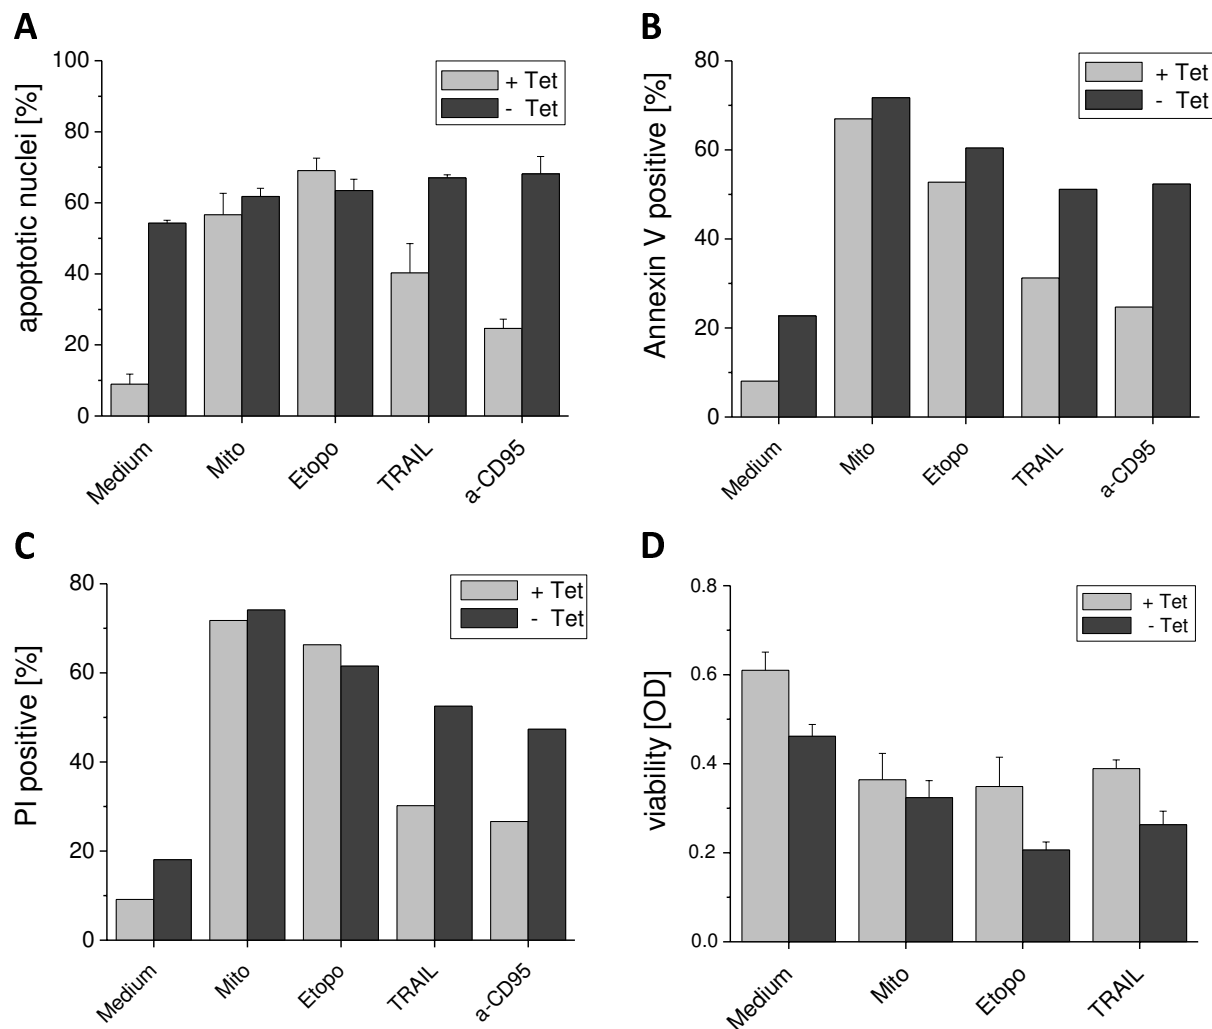 A
apoptotic nuclei [%]
100
80
60
40
20
0
+ Tet
- Tet
Medium
Mito
Etopo
TRAIL
a-CD95
B
Annexin V positive [%]
80
60
40
20
0
+ Tet
- Tet
Medium
Mito
Etopo
TRAIL
a-CD95
C
PI positive [%]
80
60
40
20
0
+ Tet
- Tet
Medium
Mito
Etopo
TRAIL
a-CD95
D
viability [OD]
0.8
0.6
0.4
0.2
0.0
+ Tet
- Tet
Medium
Mito
Etopo
TRAIL